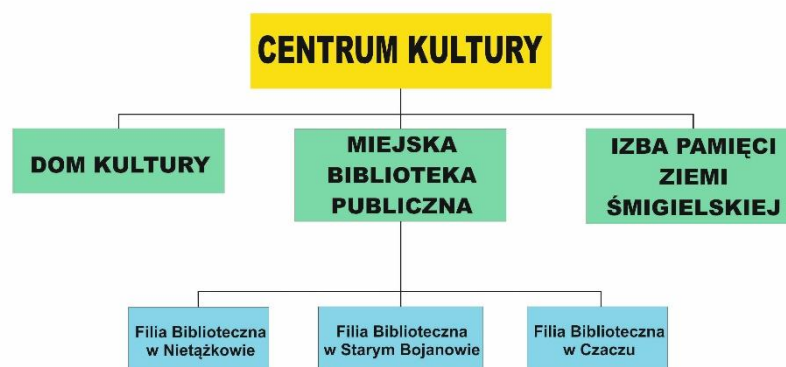 CENTRUM KULTURY
DOM KULTURY
MIEJSKA
BIBLIOTEKA
PUBLICZNA
IZBA PAMIĘCI
ZIEMI
ŚMIGIELSKIEJ
Filia Biblioteczna
w Nietążkowie
Filia Biblioteczna
w Starym Bojanowie
Filia Biblioteczna
w Czaczu